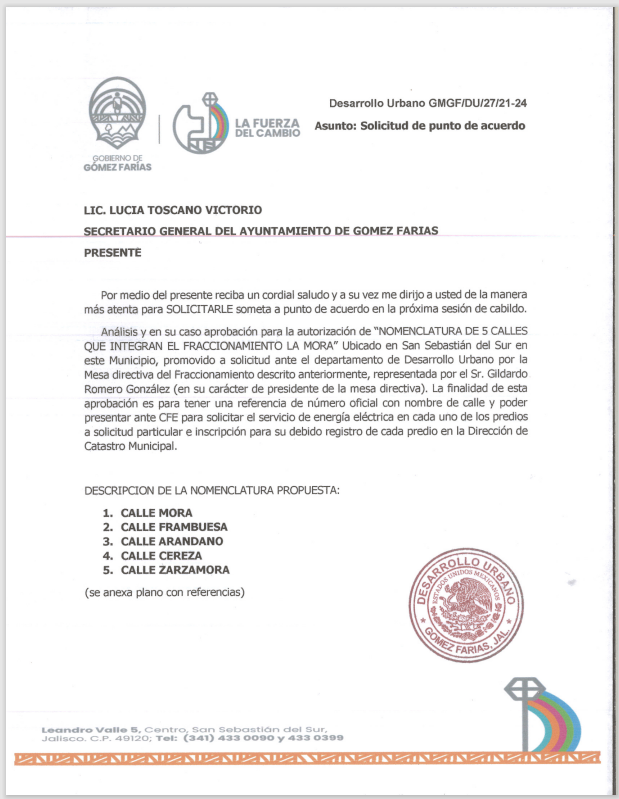 Desarrollo Urbano GMGF/DU/27/21-24
LA FUERZA
DEL CAMBIO
Asunto: Solicitud de punto de acuerdo
GOBIERNO DE
GÓMEZ FARÍAS
LIC. LUCIA TOSCANO VICTORIO
SECRETARIO GENERAL DEL AYUNTAMIENTO DE GOMEZ FARIAS
PRESENTE
Por medio del presente reciba un cordial saludo y a su vez me dirijo a usted de la manera
más atenta para SOLICITARLE someta a punto de acuerdo en la próxima sesión de cabildo.
Análisis y en su caso aprobación para la autorización de “NOMENCLATURA DE 5 CALLES
QUE INTEGRAN EL FRACCIONAMIENTO LA MORA” Ubicado en San Sebastián del Sur en
este Municipio, promovido a solicitud ante el departamento de Desarrollo Urbano por la
Mesa directiva del Fraccionamiento descrito anteriormente, representada por el Sr. Gildardo
Romero González (en su carácter de presidente de la mesa directiva). La finalidad de esta
aprobación es para tener una referencia de número oficial con nombre de calle y poder
presentar ante CFE para solicitar el servicio de energía eléctrica en cada uno de los predios
a solicitud particular e inscripción para su debido registro de cada predio en la Dirección de
Catastro Municipal.
DESCRIPCION DE LA NOMENCLATURA PROPUESTA:
1. CALLE MORA
2. CALLE FRAMBUESA
3. CALLE ARANDANO
4. CALLE CEREZA
5. CALLE ZARZAMORA
(se anexa plano con referencias)
DESARROLLO URBANO
ESTADOS UNIDOS MEXICANOS
GOMEZ FARIAS, JAL.
Leandro Valle 5, Centro, San Sebastián del Sur,
Jalisco. C.P. 49120; Tel: (341) 433 0090 y 433 0399